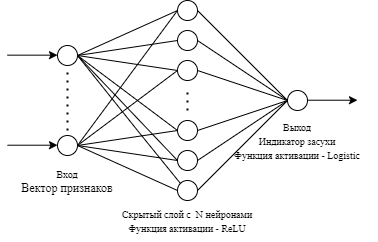 Выход
Индикатор засухи
Функция активации - Logistic
Вход
Вектор признаков
Скрытый слой с N нейронами
Функция активации - ReLU